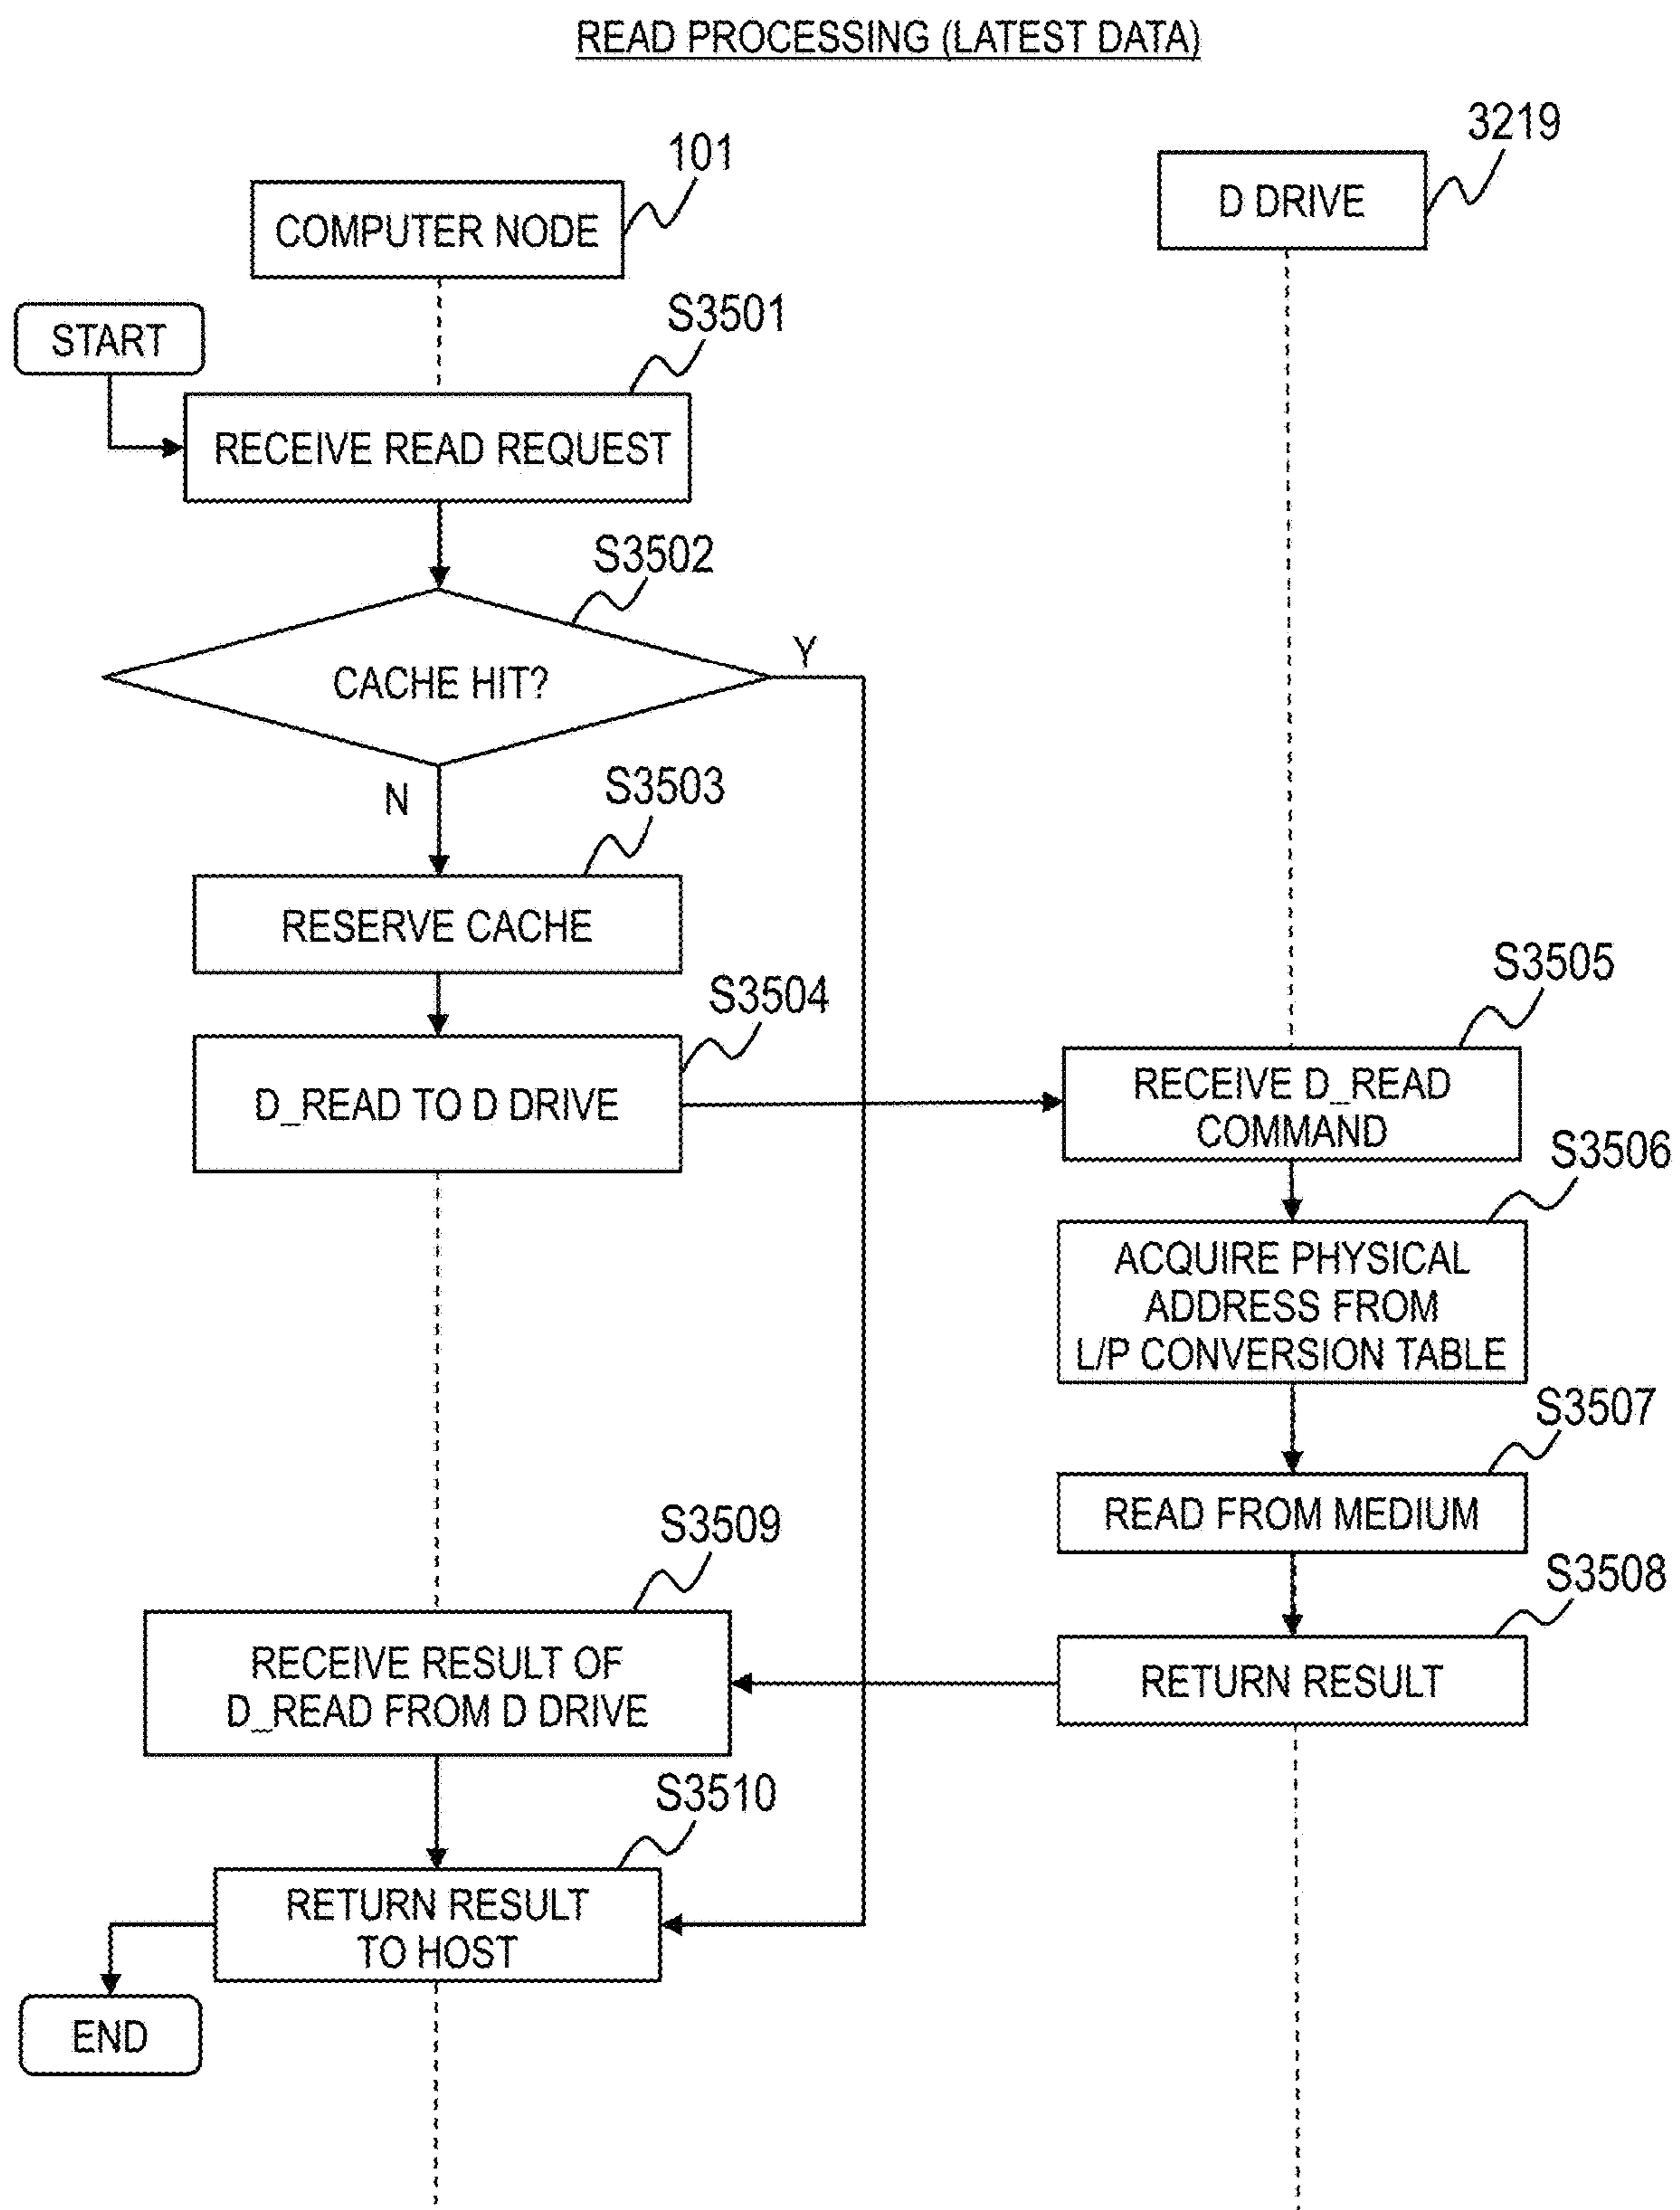 READ PROCESSING (LATEST DATA)
101
COMPUTER NODE
3219
D DRIVE
START
S3501
RECEIVE READ REQUEST
S3502
CACHE HIT?
Y
N
S3503
RESERVE CACHE
S3504
D_READ TO D DRIVE
S3505
RECEIVE D_READ
COMMAND
S3506
ACQUIRE PHYSICAL
ADDRESS FROM
L/P CONVERSION TABLE
S3507
READ FROM MEDIUM
S3508
RETURN RESULT
S3509
RECEIVE RESULT OF
D_READ FROM D DRIVE
S3510
RETURN RESULT
TO HOST
END